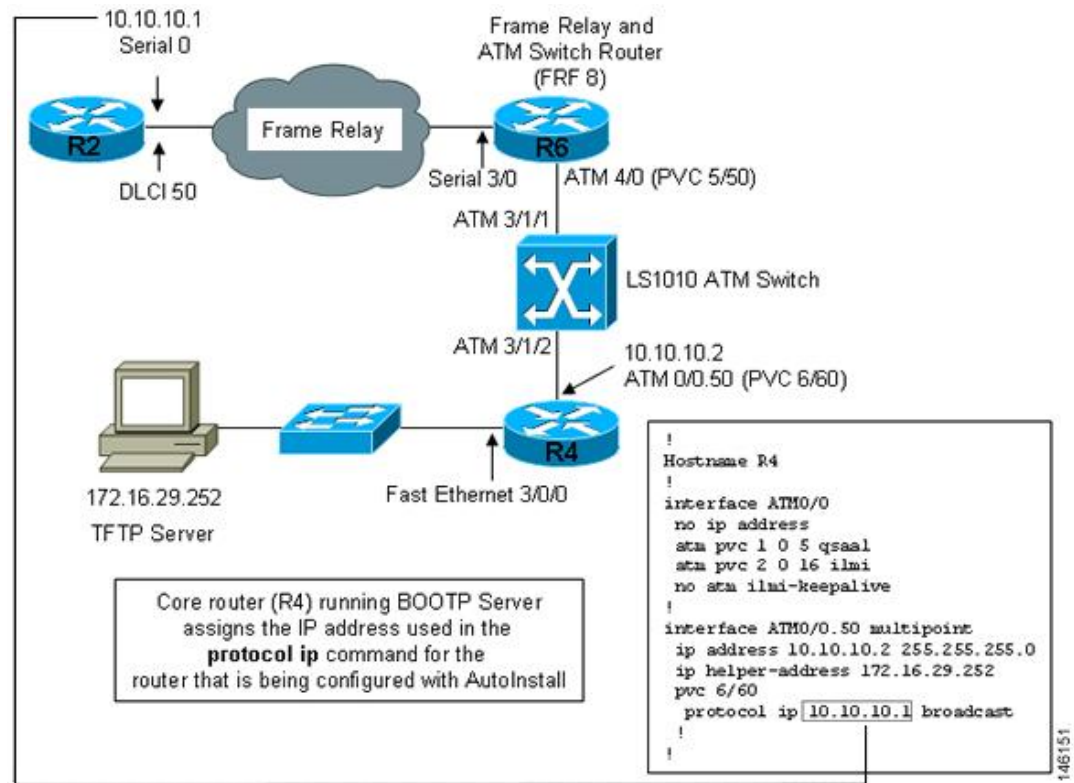 10.10.10.1
Serial 0
R2
DLCI 50
Frame Relay
Frame Relay and
ATM Switch Router
(FRF 8)
R6
Serial 3/0
ATM 4/0 (PVC 5/50)
ATM 3/1/1
LS1010 ATM Switch
ATM 3/1/2
10.10.10.2
ATM 0/0.50 (PVC 6/60)
R4
Fast Ethernet 3/0/0
172.16.29.252
TFTP Server
Core router (R4) running BOOTP Server
assigns the IP address used in the
protocol ip command for the
router that is being configured with AutoInstall
!
Hostname R4
!
interface ATM0/0
no ip address
atm pvc 1 0 5 qsaal
atm pvc 2 0 16 ilmi
no atm ilmi-keepalive
!
interface ATM0/0.50 multipoint
ip address 10.10.10.2 255.255.255.0
ip helper-address 172.16.29.252
pvc 6/60
protocol ip 10.10.10.1 broadcast
!
!
146151